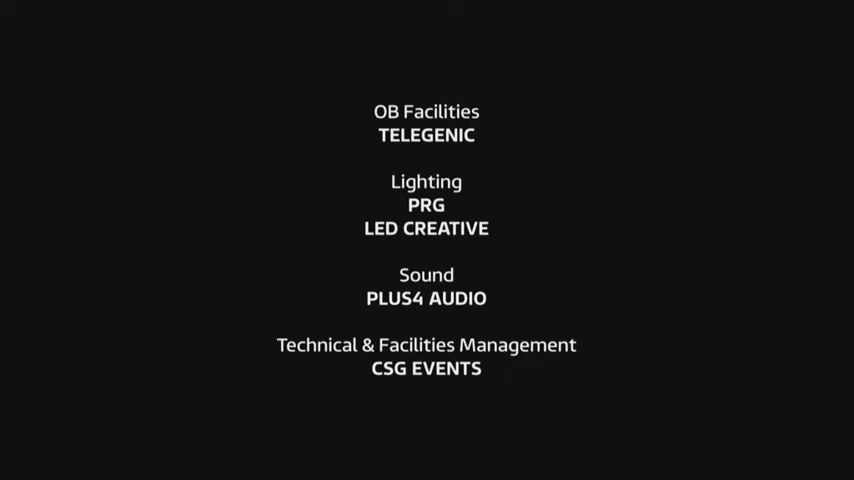 OB Facilities
TELEGENIC
Lighting
PRG
LED CREATIVE
Sound
PLUS4 AUDIO
Technical & Facilities Management
CSG EVENTS